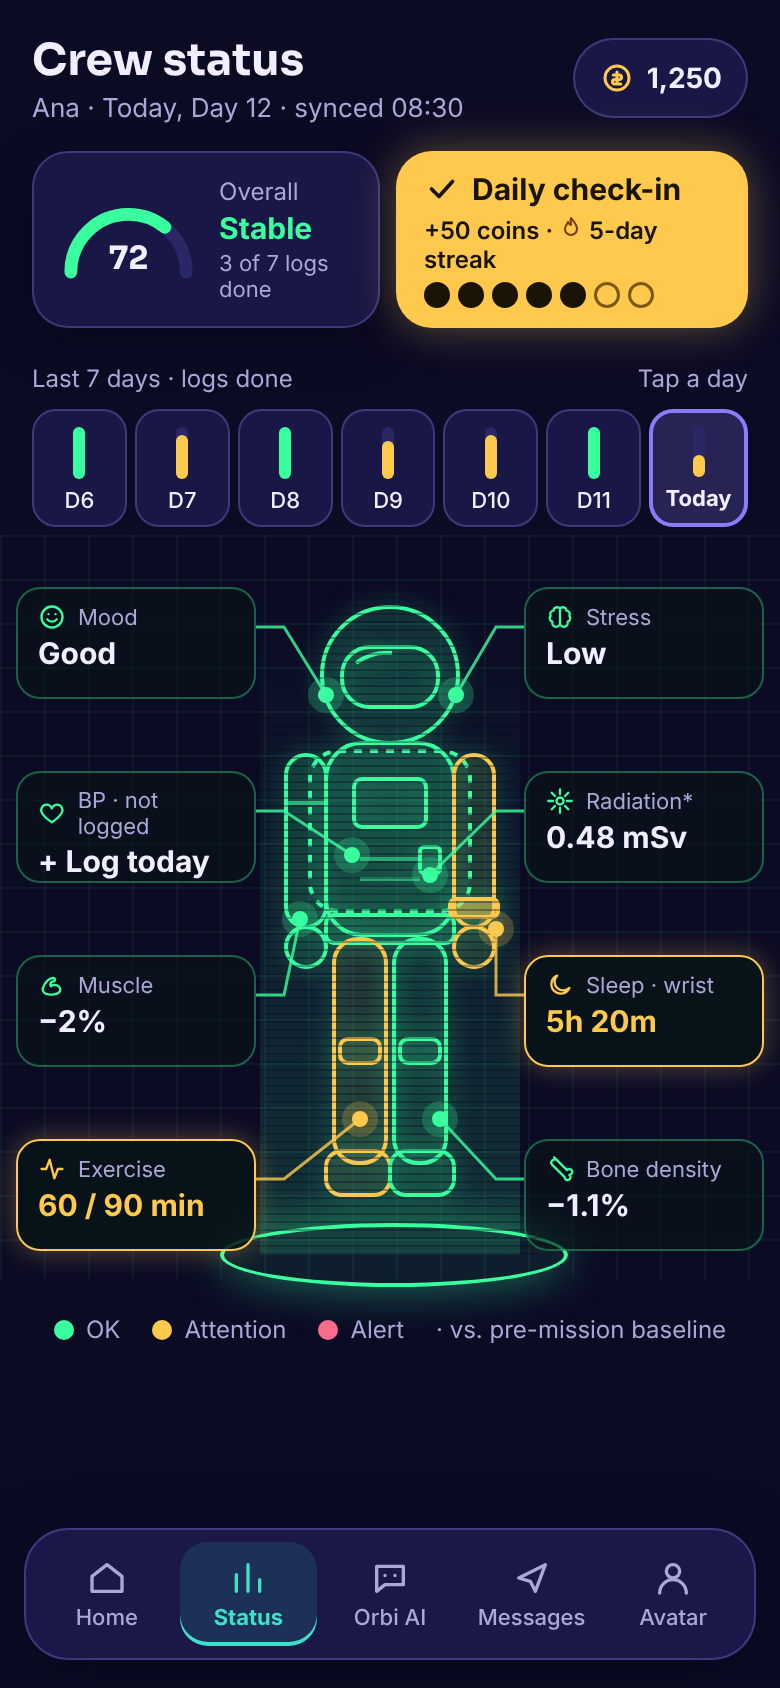 Crew status
Ana · Today, Day 12 · synced 08:30
1,250
72
Overall
Stable
3 of 7 logs
done
Daily check-in
+50 coins · 5-day
streak
Last 7 days · logs done
Tap a day
D6
D7
D8
D9
D10
D11
Today
Mood
Good
Stress
Low
BP · not
logged
+ Log today
Radiation*
0.48 mSv
Muscle
−2%
Sleep · wrist
5h 20m
Exercise
60 / 90 min
Bone density
−1.1%
OK
Attention
Alert
· vs. pre-mission baseline
Home
Status
Orbi AI
Messages
Avatar